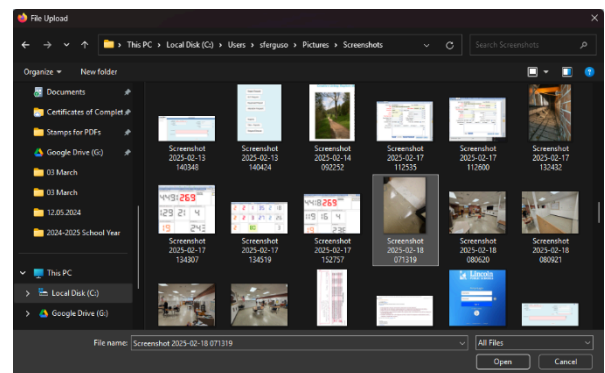 File Upload
This PC > Local Disk (C:) > Users > sferguso > Pictures > Screenshots
Search Screenshots
Organize
New folder
Documents
Certificates of Complet
Stamps for PDFs
Google Drive (G:)
03 March
03 March
12.05.2024
2024-2025 School Year
This PC
Local Disk (C:)
Google Drive (G:)
Screenshot
2025-02-13
140348
Screenshot
2025-02-13
140424
Screenshot
2025-02-14
092252
Screenshot
2025-02-17
112535
Screenshot
2025-02-17
112600
Screenshot
2025-02-17
132432
Screenshot
2025-02-17
134307
Screenshot
2025-02-17
134519
Screenshot
2025-02-17
152757
Screenshot
2025-02-18
071319
Screenshot
2025-02-18
080620
Screenshot
2025-02-18
080921
Lincoln
File name:
Screenshot 2025-02-18 071319
All Files
Open
Cancel